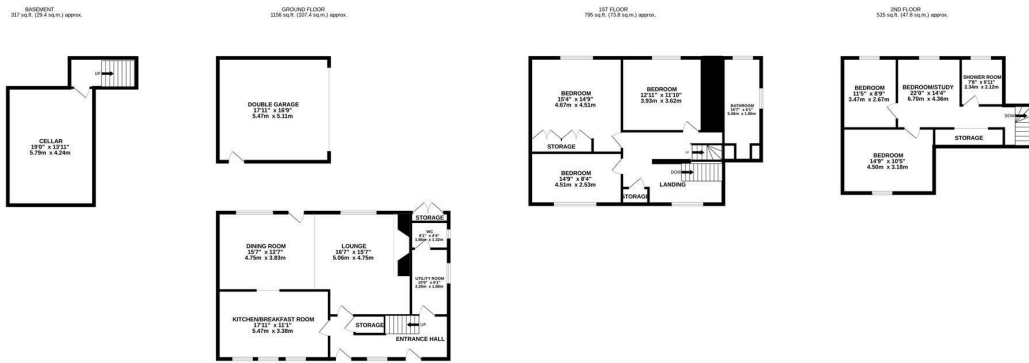 BASEMENT
317 sq.ft. (29.4 sq.m.) approx.
UP
CELLAR
19'0" x 13'11"
5.79m x 4.24m
GROUND FLOOR
1156 sq.ft. (107.4 sq.m.) approx.
DOUBLE GARAGE
17'11" x 16'9"
5.47m x 5.11m
STORAGE
WC
DINING ROOM
15'7" x 12'7"
4.75m x 3.83m
LOUNGE
16'7" x 15'7"
5.06m x 4.75m
UTILITY ROOM
KITCHEN/BREAKFAST ROOM
17'11" x 11'1"
5.47m x 3.38m
STORAGE
UP
ENTRANCE HALL
1ST FLOOR
795 sq.ft. (73.8 sq.m.) approx.
BEDROOM
15'4" x 14'9"
4.67m x 4.51m
BEDROOM
12'11" x 11'10"
3.93m x 3.62m
BATHROOM
STORAGE
UP
BEDROOM
14'9" x 8'4"
4.51m x 2.53m
DOWN
LANDING
STORAGE
2ND FLOOR
515 sq.ft. (47.8 sq.m.) approx.
SHOWER ROOM
7'8" x 6'11"
2.34m x 2.12m
BEDROOM
11'5" x 8'9"
3.47m x 2.67m
BEDROOM/STUDY
22'0" x 14'4"
6.70m x 4.36m
DOWN
STORAGE
BEDROOM
14'9" x 10'5"
4.50m x 3.18m